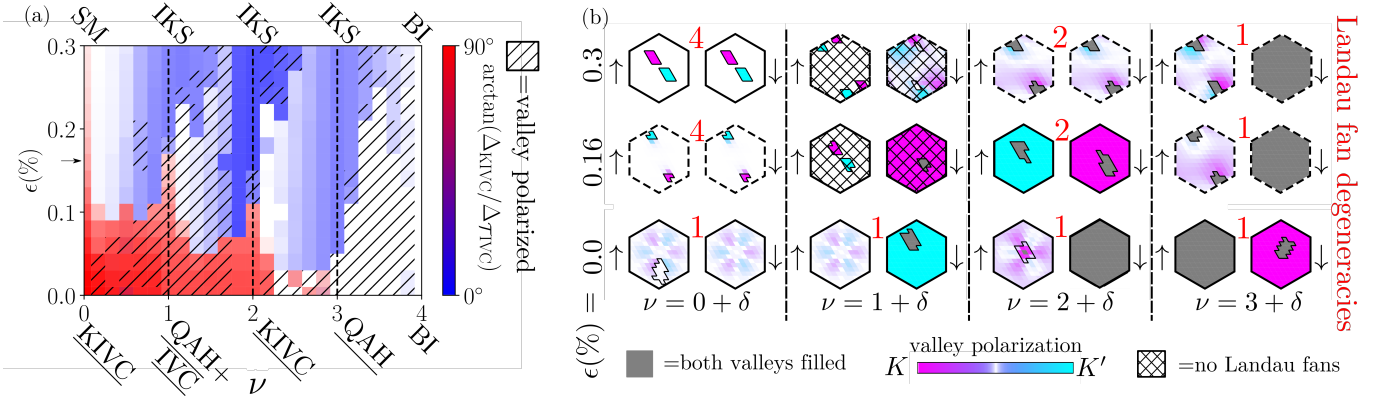 (a)
SM IKS IKS IKS BI
0.3
0.2
0.1
0.0
ϵ(%)
→
0 1 2 3 4
KIVC QAH+ IVC KIVC QAH BI
ν
90°
arctan(Δ_KIVC/Δ_TIVC)
0°
=valley polarized
(b)
0.3 ↑ 4 ↓ ↑ ↓ ↑ 2 ↓ ↑ 1 ↓
0.16 ↑ 4 ↓ ↑ ↓ ↑ 2 ↓ ↑ 1 ↓
0.0 ↑ 1 ↓ ↑ 1 ↓ ↑ 1 ↓ ↑ 1 ↓
ϵ(%) =
ν = 0 + δ ν = 1 + δ ν = 2 + δ ν = 3 + δ
Landau fan degeneracies
=both valleys filled
valley polarization
K K′
=no Landau fans